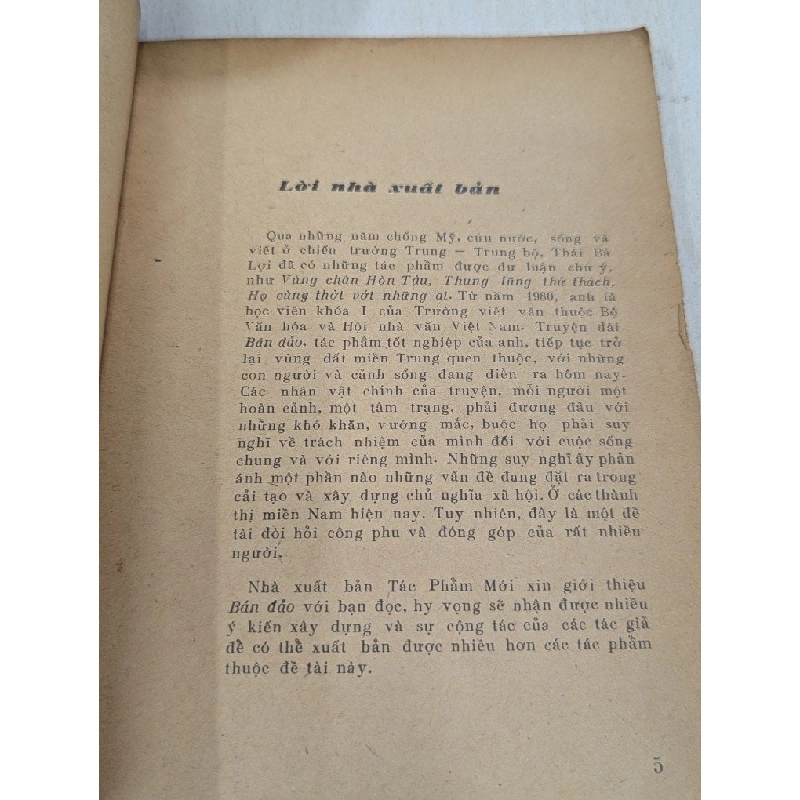 Lời nhà xuất bản
Qua những năm chống Mỹ, cứu nước, sống và
viết ở chiến trường Trung — Trung bộ, Thái Bá
Lợi đã có những tác phẩm được dư luận chú ý,
như Vùng chân Hòn Tàu, Thung lũng thử thách,
Họ cùng thời với những ai. Từ năm 1980, anh là
học viên khóa I của Trường viết văn thuộc Bộ
Văn hóa và Hội nhà văn Việt Nam. Truyện dài
Bán đảo, tác phẩm tốt nghiệp của anh, tiếp tục trở
lại vùng đất miền Trung quen thuộc, với những
con người và cảnh sống đang diễn ra hôm nay.
Các nhân vật chính của truyện, mỗi người một
hoàn cảnh, một tâm trạng, phải đương đầu với
những khó khăn, vướng mắc, buộc họ phải suy
nghĩ về trách nhiệm của mình đối với cuộc sống
chung và với riêng mình. Những suy nghĩ ấy phản
ánh một phần nào những vấn đề đang đặt ra trong
cải tạo và xây dựng chủ nghĩa xã hội. Ở các thành
thị miền Nam hiện nay. Tuy nhiên, đây là một đề
tài đòi hỏi công phu và đóng góp của rất nhiều
người.
Nhà xuất bản Tác Phẩm Mới xin giới thiệu
Bán đảo với bạn đọc, hy vọng sẽ nhận được nhiều
ý kiến xây dựng và sự cộng tác của các tác giả
để có thể xuất bản được nhiều hơn các tác phẩm
thuộc đề tài này.
5